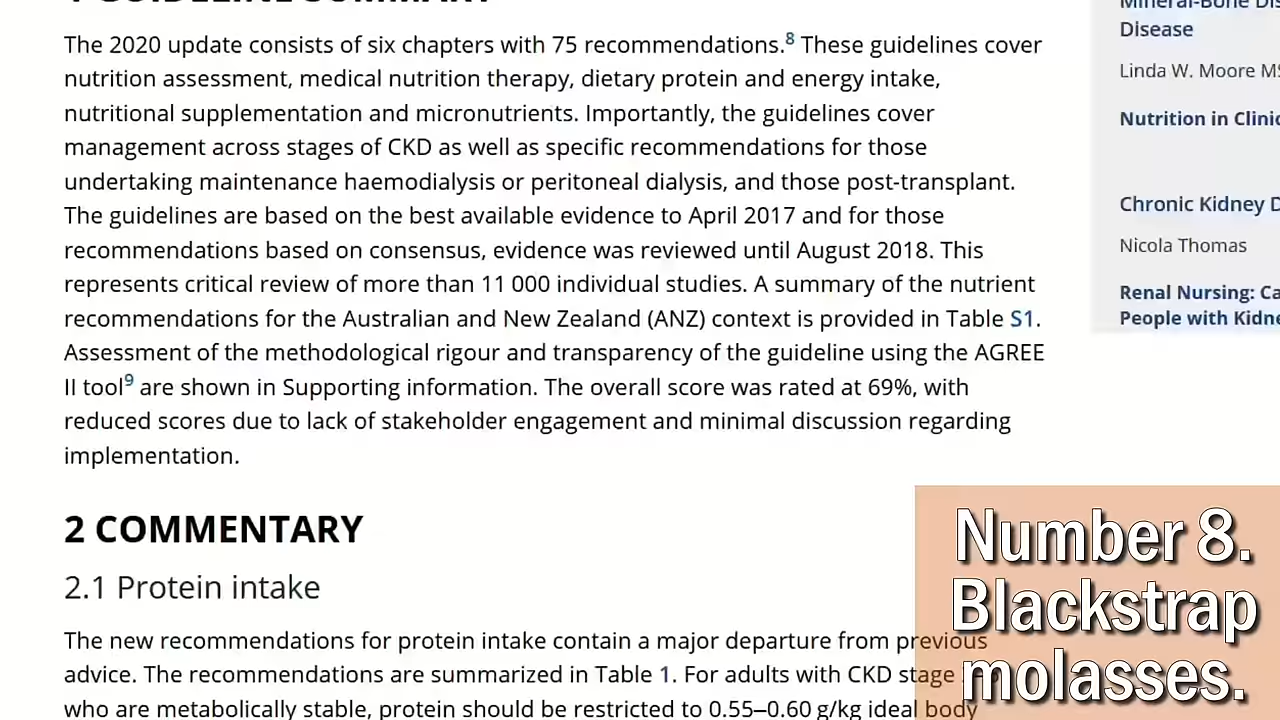 The 2020 update consists of six chapters with 75 recommendations.8 These guidelines cover
nutrition assessment, medical nutrition therapy, dietary protein and energy intake,
nutritional supplementation and micronutrients. Importantly, the guidelines cover
management across stages of CKD as well as specific recommendations for those
undertaking maintenance haemodialysis or peritoneal dialysis, and those post-transplant.
The guidelines are based on the best available evidence to April 2017 and for those
recommendations based on consensus, evidence was reviewed until August 2018. This
represents critical review of more than 11 000 individual studies. A summary of the nutrient
recommendations for the Australian and New Zealand (ANZ) context is provided in Table S1.
Assessment of the methodological rigour and transparency of the guideline using the AGREE
II tool9 are shown in Supporting information. The overall score was rated at 69%, with
reduced scores due to lack of stakeholder engagement and minimal discussion regarding
implementation.
2 COMMENTARY
2.1 Protein intake
The new recommendations for protein intake contain a major departure from previous
advice. The recommendations are summarized in Table 1. For adults with CKD stage
who are metabolically stable, protein should be restricted to 0.55–0.60 g/kg ideal body
Disease
Linda W. Moore
Nutrition in
Chronic Kidney
Nicola Thomas
Renal Nursing:
People with
Number 8.
Blackstrap
molasses.